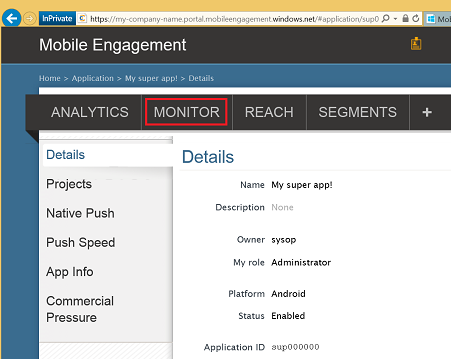 InPrivate https://my-company-name.portal.mobileengagement.windows.net/#application/sup0
Mobile Engagement
Home > Application > My super app! > Details
ANALYTICS MONITOR REACH SEGMENTS +
Details
Projects
Native Push
Push Speed
App Info
Commercial
Pressure
Details
Name My super app!
Description None
Owner sysop
My role Administrator
Platform Android
Status Enabled
Application ID sup000000